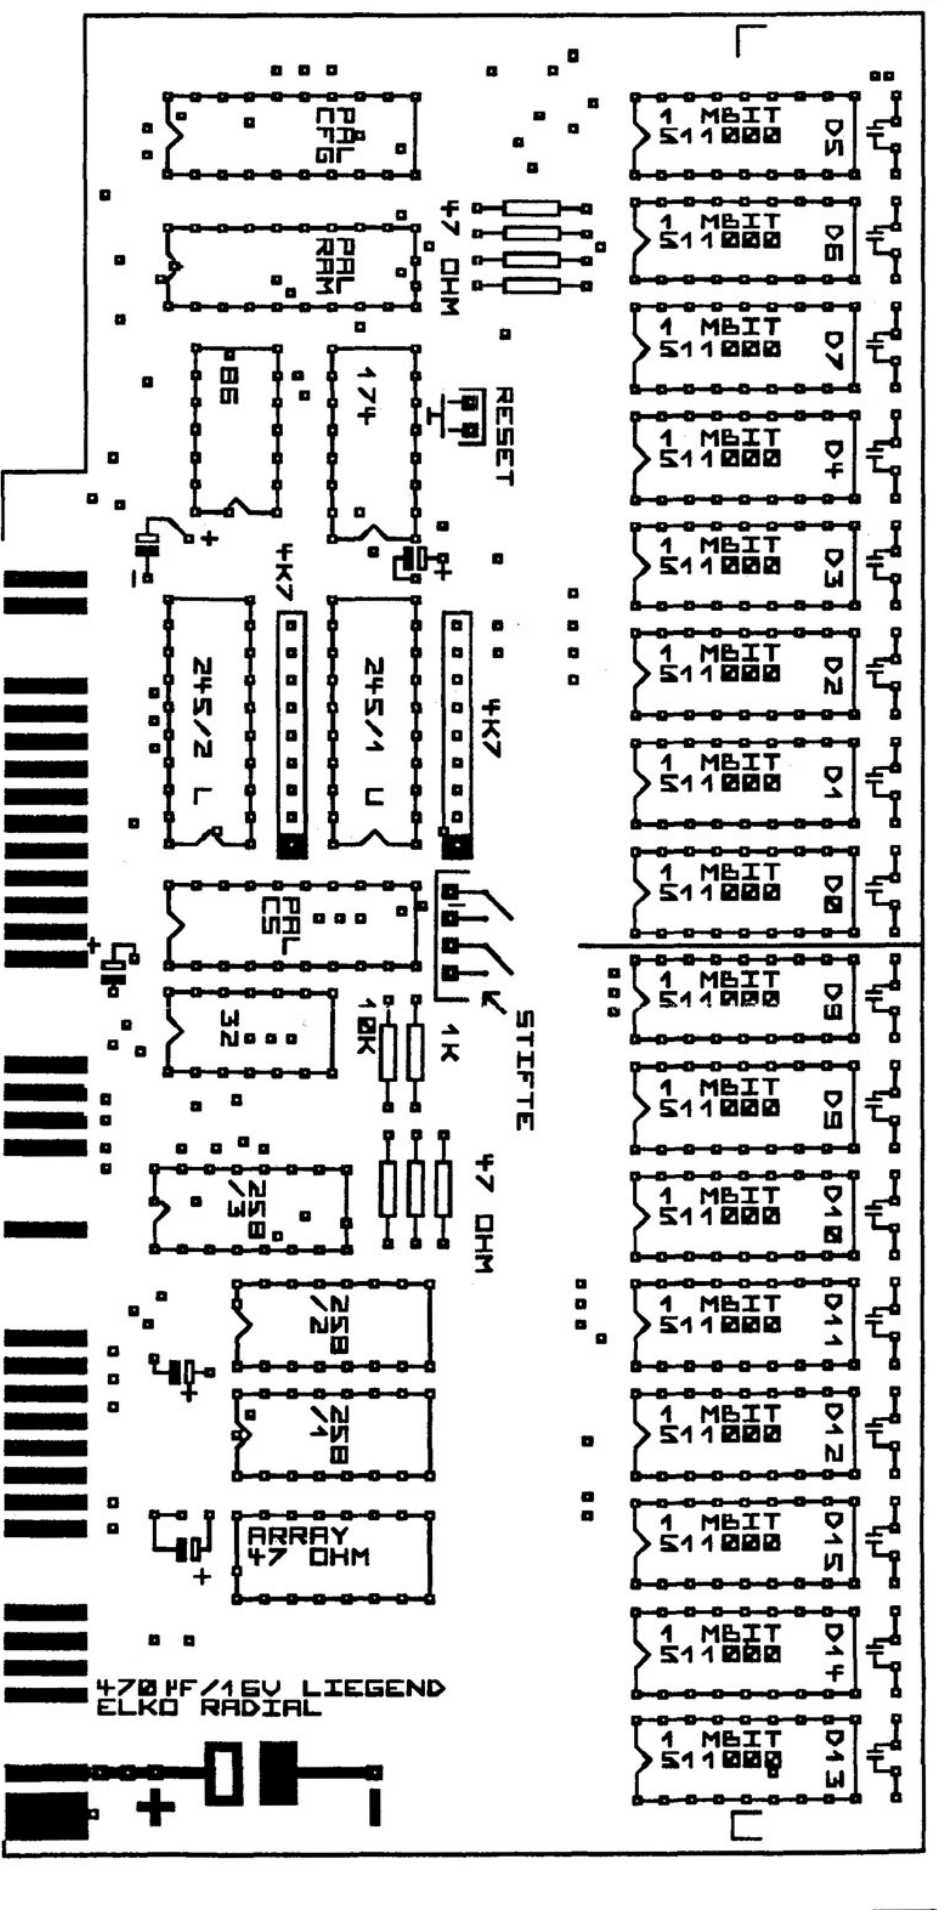 PAL
CFG
PAL
RAM
47 OHM
86
174
RESET
+
-
4K7
+
245/2 L
245/1 U
4K7
PAL
CS
+
32
10K
1K
STIFTE
258
/3
47 OHM
258
/2
+
258
/1
ARRAY
47 OHM
+
470 µF/16V LIEGEND
ELKO RADIAL
+
-
1 MBIT
511000
D5
1 MBIT
511000
D6
1 MBIT
511000
D7
1 MBIT
511000
D4
1 MBIT
511000
D3
1 MBIT
511000
D2
1 MBIT
511000
D1
1 MBIT
511000
D0
1 MBIT
511000
D8
1 MBIT
511000
D9
1 MBIT
511000
D10
1 MBIT
511000
D11
1 MBIT
511000
D12
1 MBIT
511000
D15
1 MBIT
511000
D14
1 MBIT
511000
D13